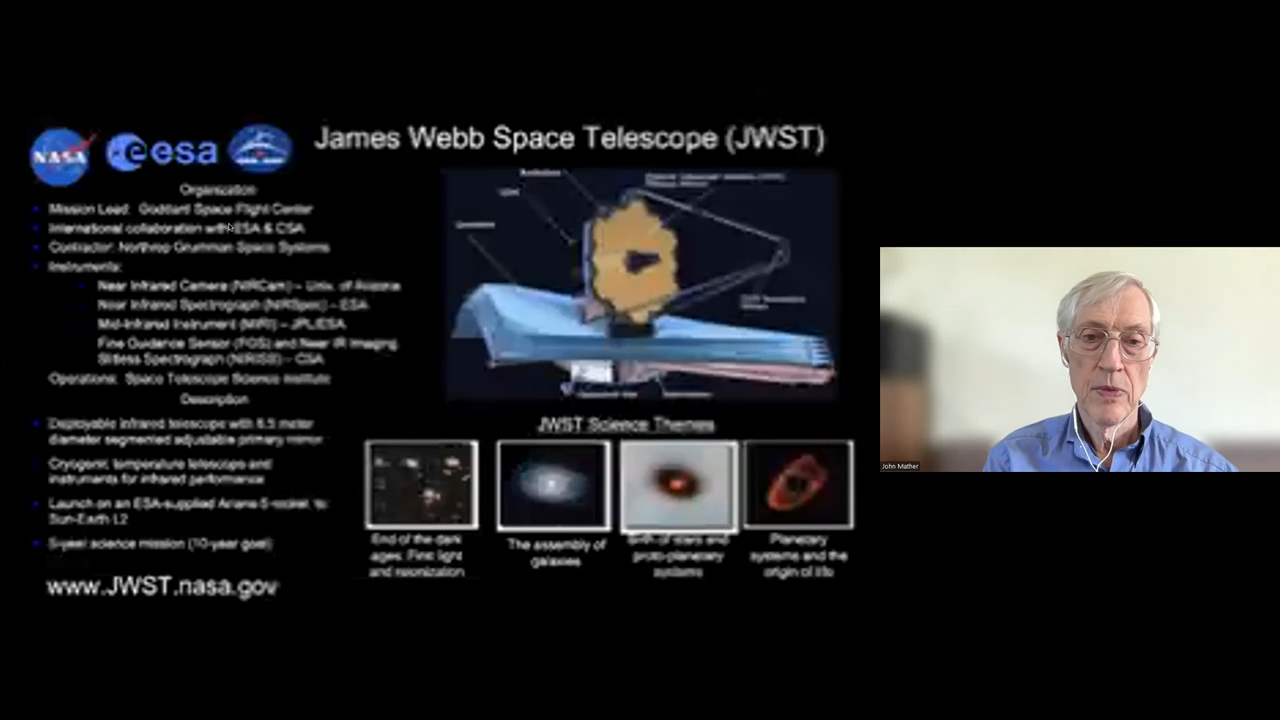 NASA
esa
James Webb Space Telescope (JWST)
Organization
Mission Lead: Goddard Space Flight Center
International collaboration with ESA & CSA
Contractor: Northrop Grumman Space Systems
Instruments:
Near Infrared Camera (NIRCam) – Univ. of Arizona
Near Infrared Spectrograph (NIRSpec) – ESA
Mid-Infrared Instrument (MIRI) – JPL/ESA
Fine Guidance Sensor (FGS) and Near IR Imaging
Slitless Spectrograph (NIRISS) – CSA
Operations: Space Telescope Science Institute
Description
Deployable infrared telescope with 6.5 meter
diameter segmented adjustable primary mirror
Cryogenic temperature telescope and
instruments for infrared performance
Launch on an ESA-supplied Ariane 5 rocket to
Sun-Earth L2
5-year science mission (10-year goal)
www.JWST.nasa.gov
JWST Science Themes
End of the dark
ages: First light
and reionization
The assembly of
galaxies
Birth of stars and
proto-planetary
systems
Planetary
systems and the
origin of life
John Mather